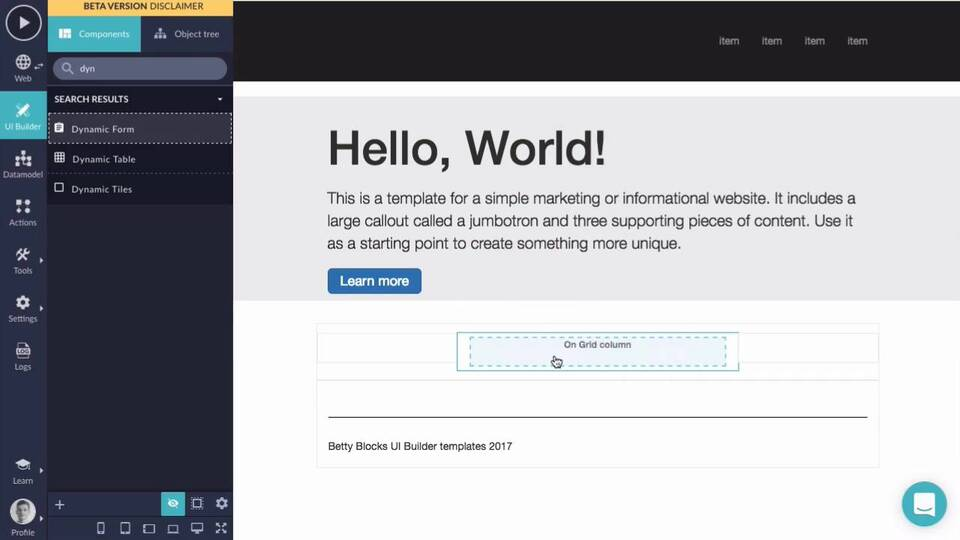 BETA VERSION DISCLAIMER
Components
Object tree
dyn
SEARCH RESULTS
Dynamic Form
Dynamic Table
Dynamic Tiles
Web
UI Builder
Datamodel
Actions
Tools
Settings
LOG
Logs
Learn
Profile
item item item item
Hello, World!
This is a template for a simple marketing or informational website. It includes a
large callout called a jumbotron and three supporting pieces of content. Use it
as a starting point to create something more unique.
Learn more
On Grid column
Betty Blocks UI Builder templates 2017